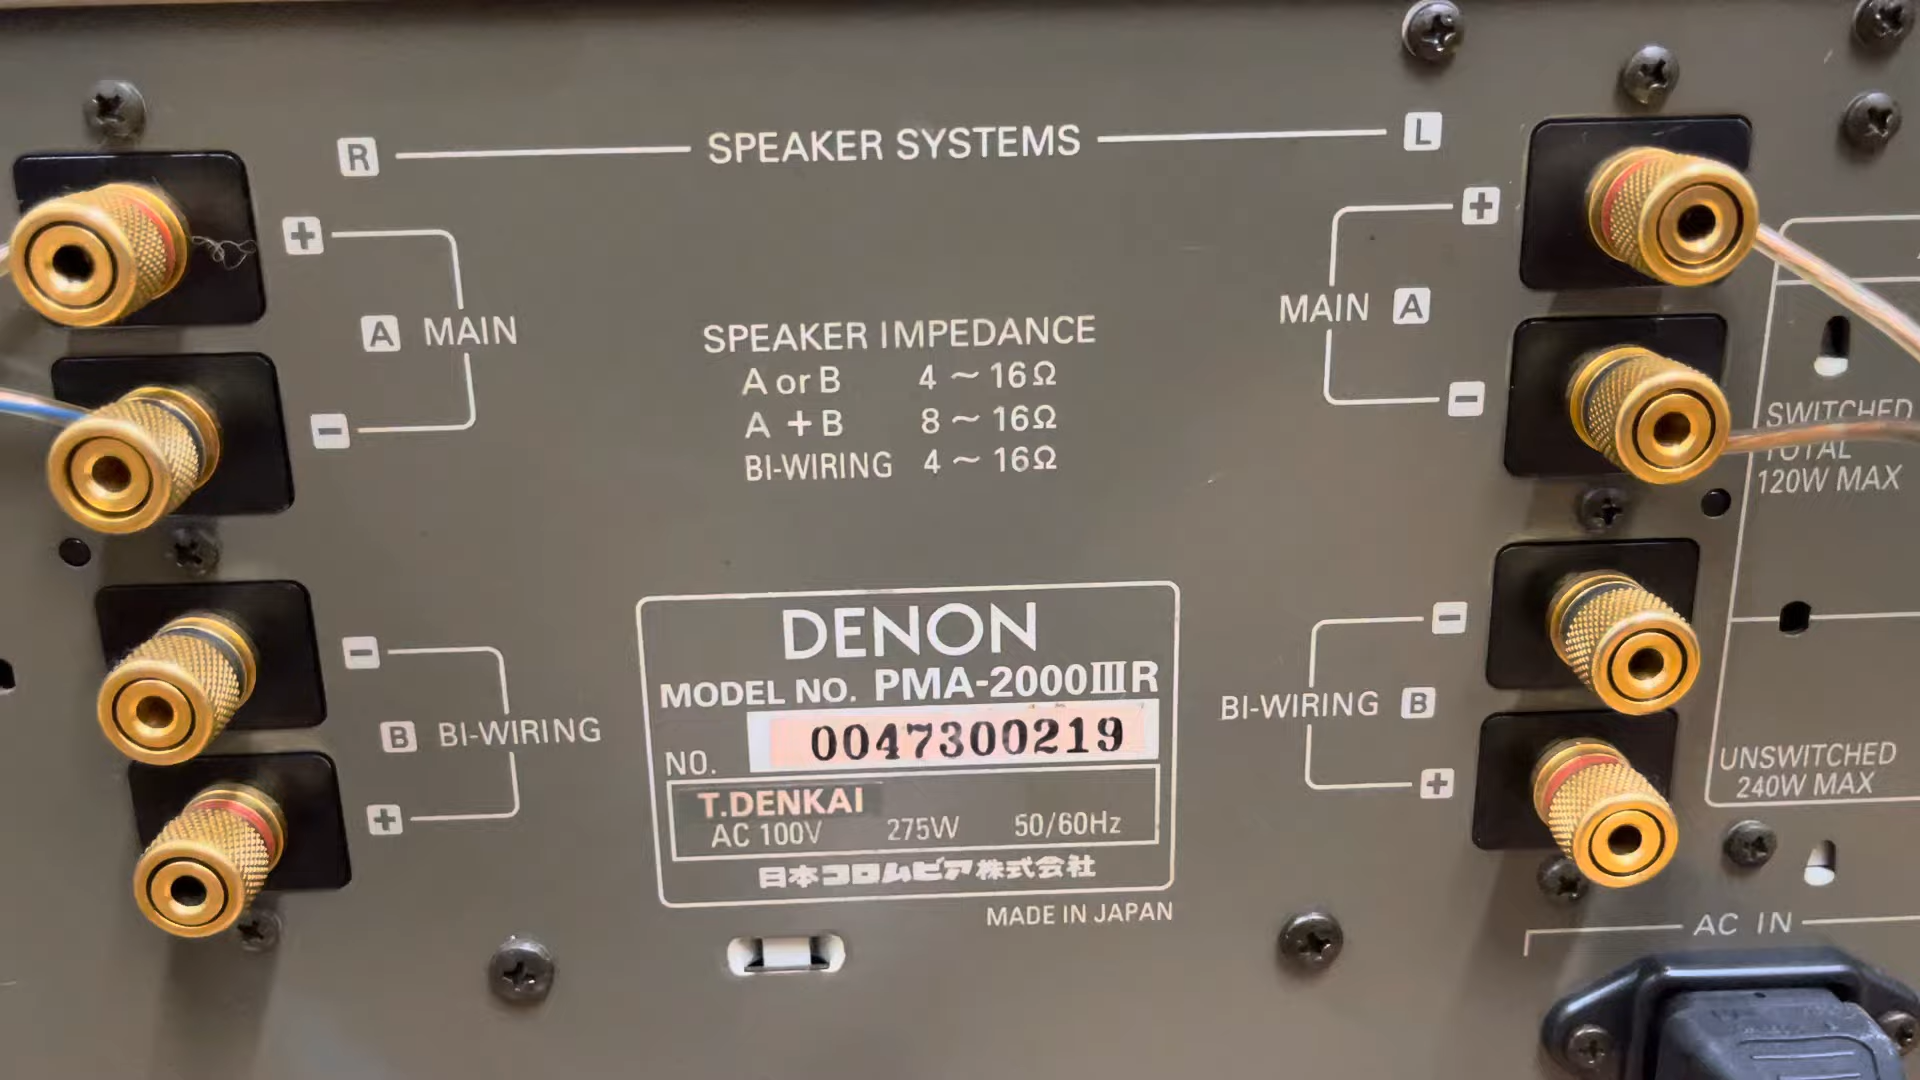 R SPEAKER SYSTEMS L
+
A MAIN
−
SPEAKER IMPEDANCE
A or B 4 ~ 16Ω
A + B 8 ~ 16Ω
BI-WIRING 4 ~ 16Ω
+
MAIN A
−
SWITCHED
TOTAL
120W MAX
−
B BI-WIRING
+
DENON
MODEL NO. PMA-2000ⅢR
NO. 0047300219
T.DENKAI
AC 100V 275W 50/60Hz
日本コロムビア株式会社
MADE IN JAPAN
−
BI-WIRING B
+
UNSWITCHED
240W MAX
AC IN